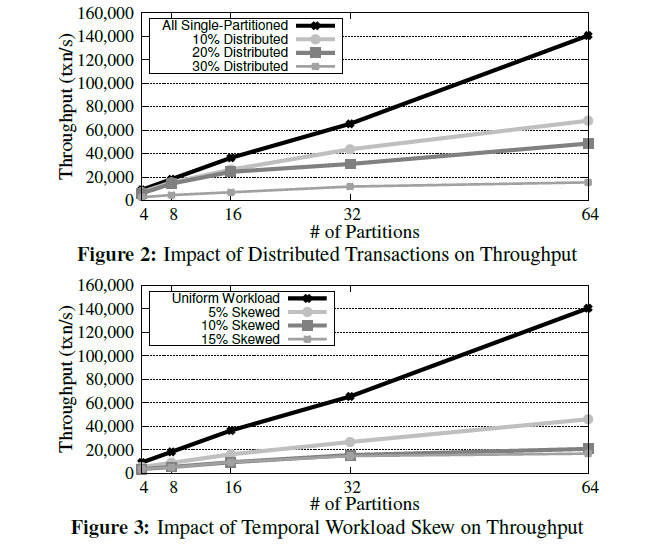 160,000
140,000
120,000
100,000
80,000
60,000
40,000
20,000
0
Throughput (txn/s)
All Single-Partitioned
10% Distributed
20% Distributed
30% Distributed
4 8 16 32 64
# of Partitions
Figure 2: Impact of Distributed Transactions on Throughput
160,000
140,000
120,000
100,000
80,000
60,000
40,000
20,000
0
Throughput (txn/s)
Uniform Workload
5% Skewed
10% Skewed
15% Skewed
4 8 16 32 64
# of Partitions
Figure 3: Impact of Temporal Workload Skew on Throughput